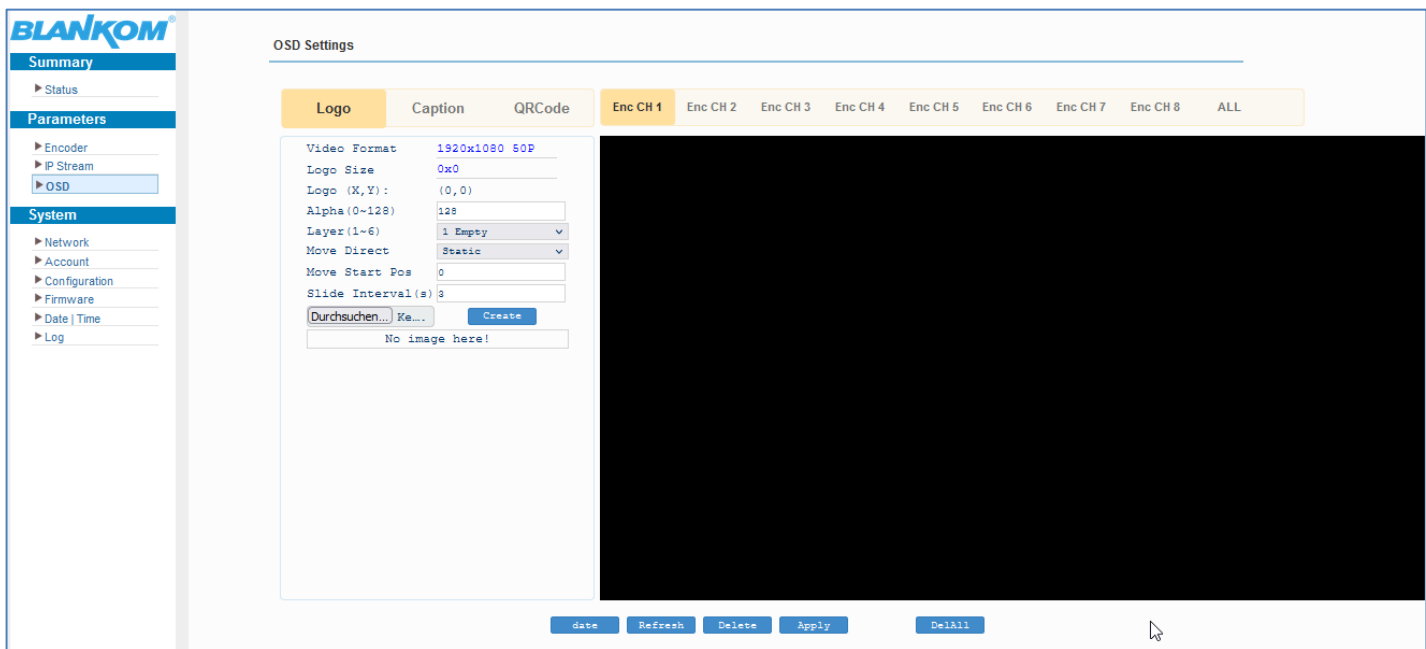 BLANKOM®
Summary
Status
Parameters
Encoder
IP Stream
OSD
System
Network
Account
Configuration
Firmware
Date | Time
Log
OSD Settings
Logo Caption QRCode
Enc CH 1 Enc CH 2 Enc CH 3 Enc CH 4 Enc CH 5 Enc CH 6 Enc CH 7 Enc CH 8 ALL
Video Format 1920x1080 50P
Logo Size 0x0
Logo (X,Y): (0,0)
Alpha(0~128) 128
Layer(1~6) 1 Empty
Move Direct Static
Move Start Pos 0
Slide Interval(s) 3
Durchsuchen... Ke.... Create
No image here!
date Refresh Delete Apply DelAll